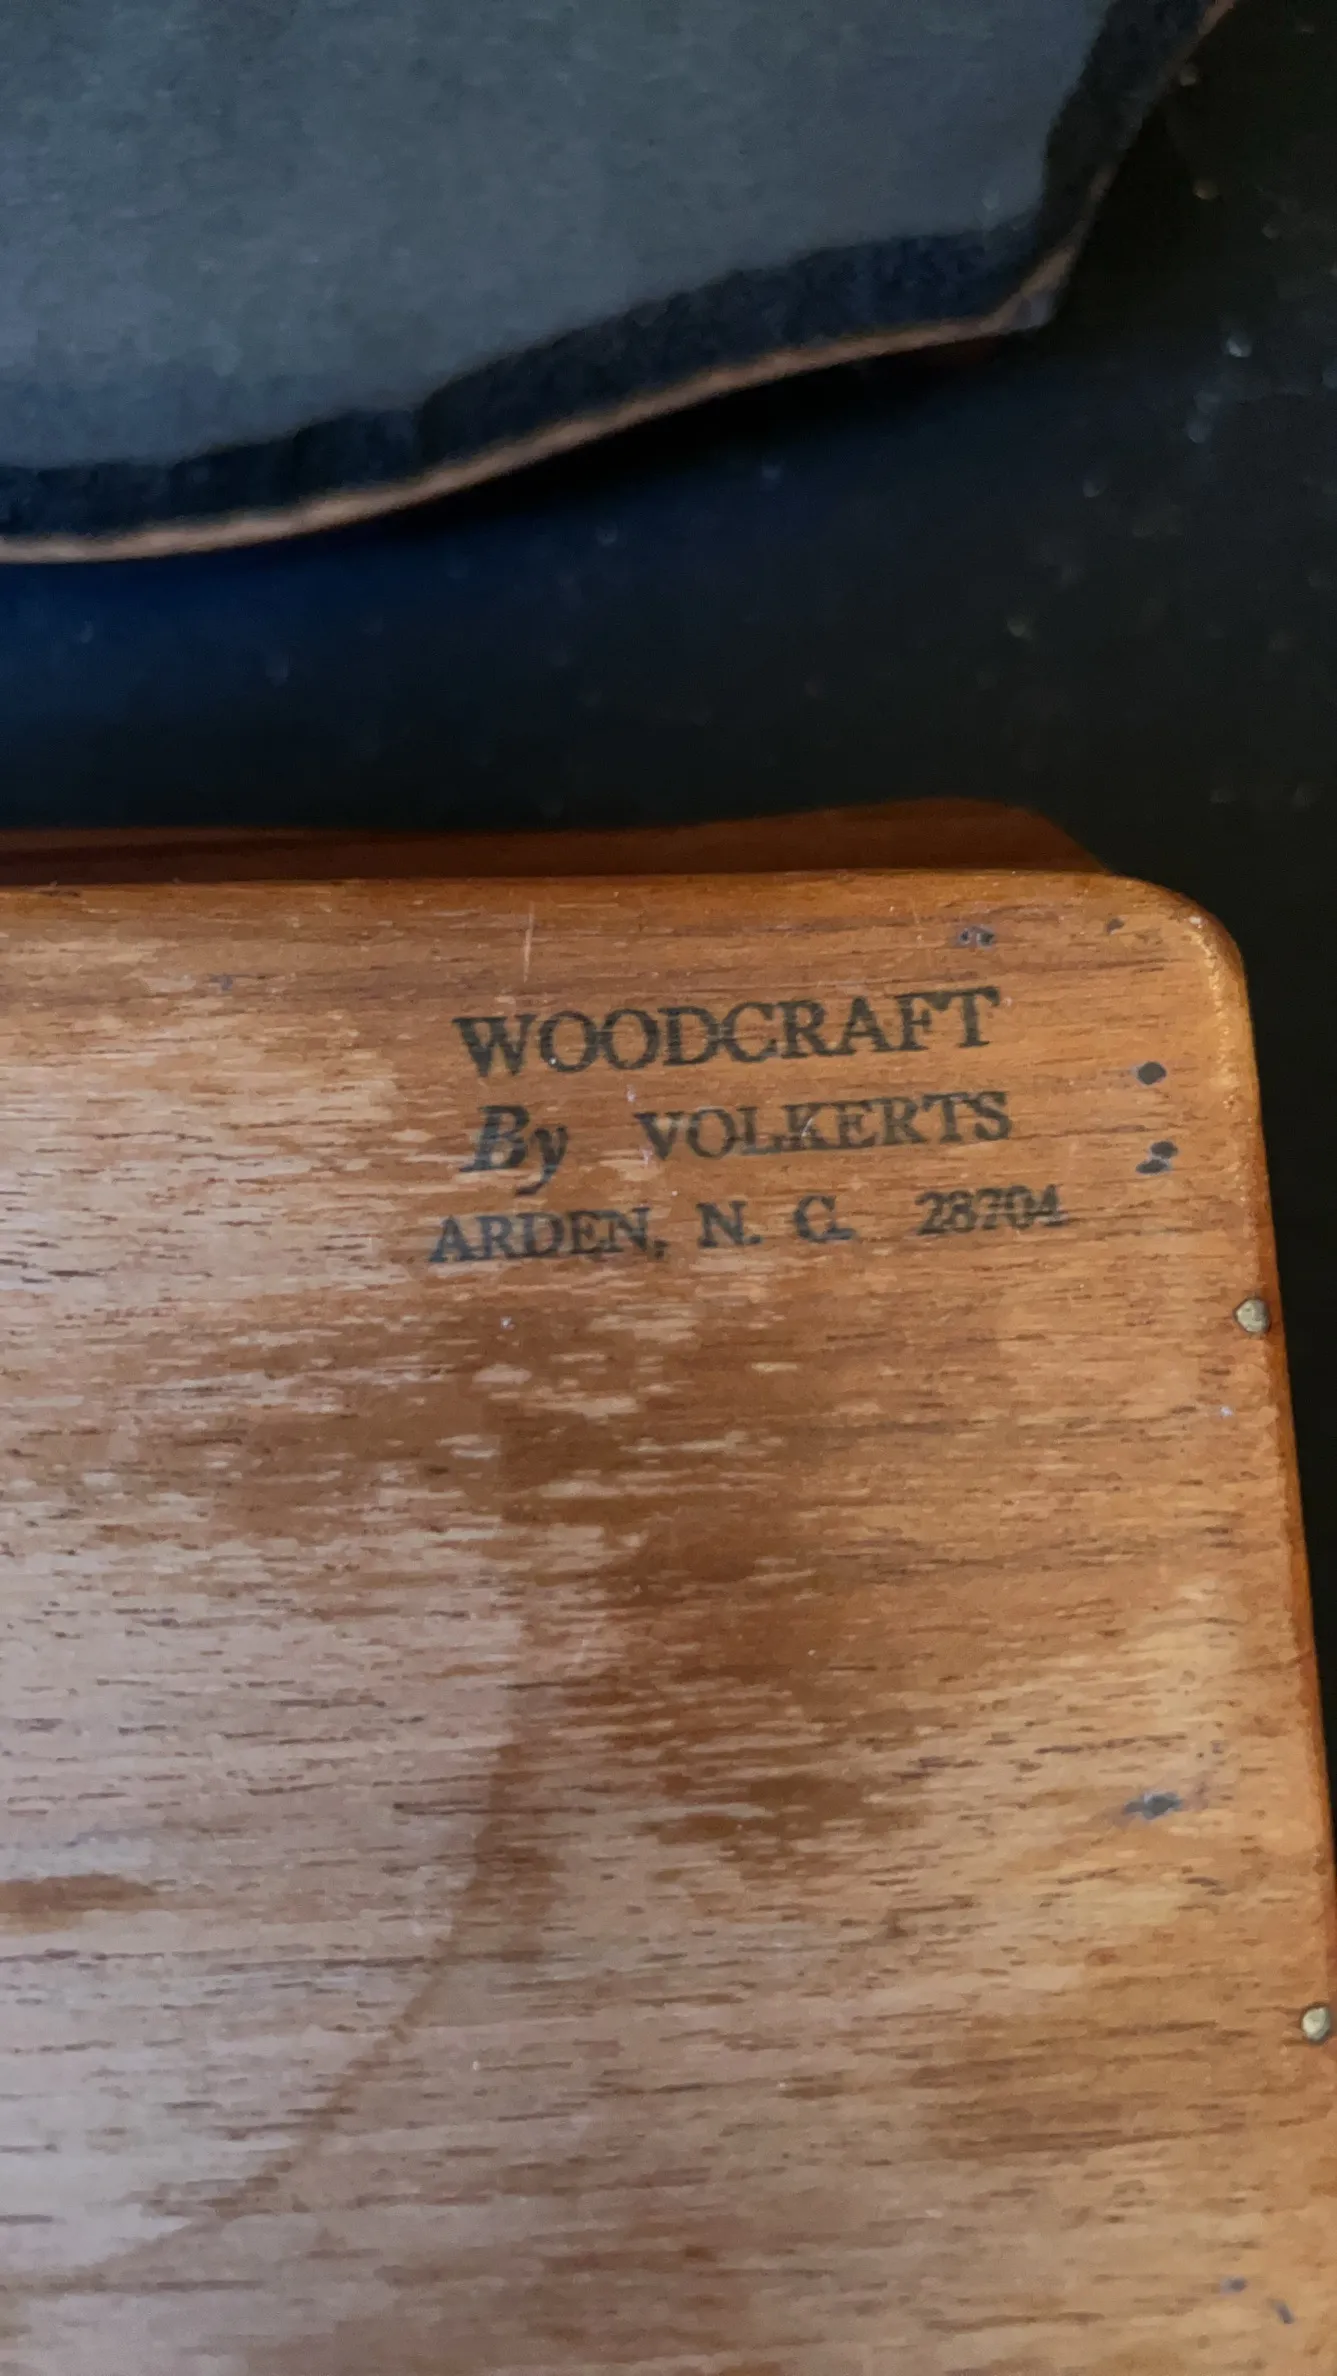 WOODCRAFT
By VOLKERTS
ARDEN, N. C. 28704